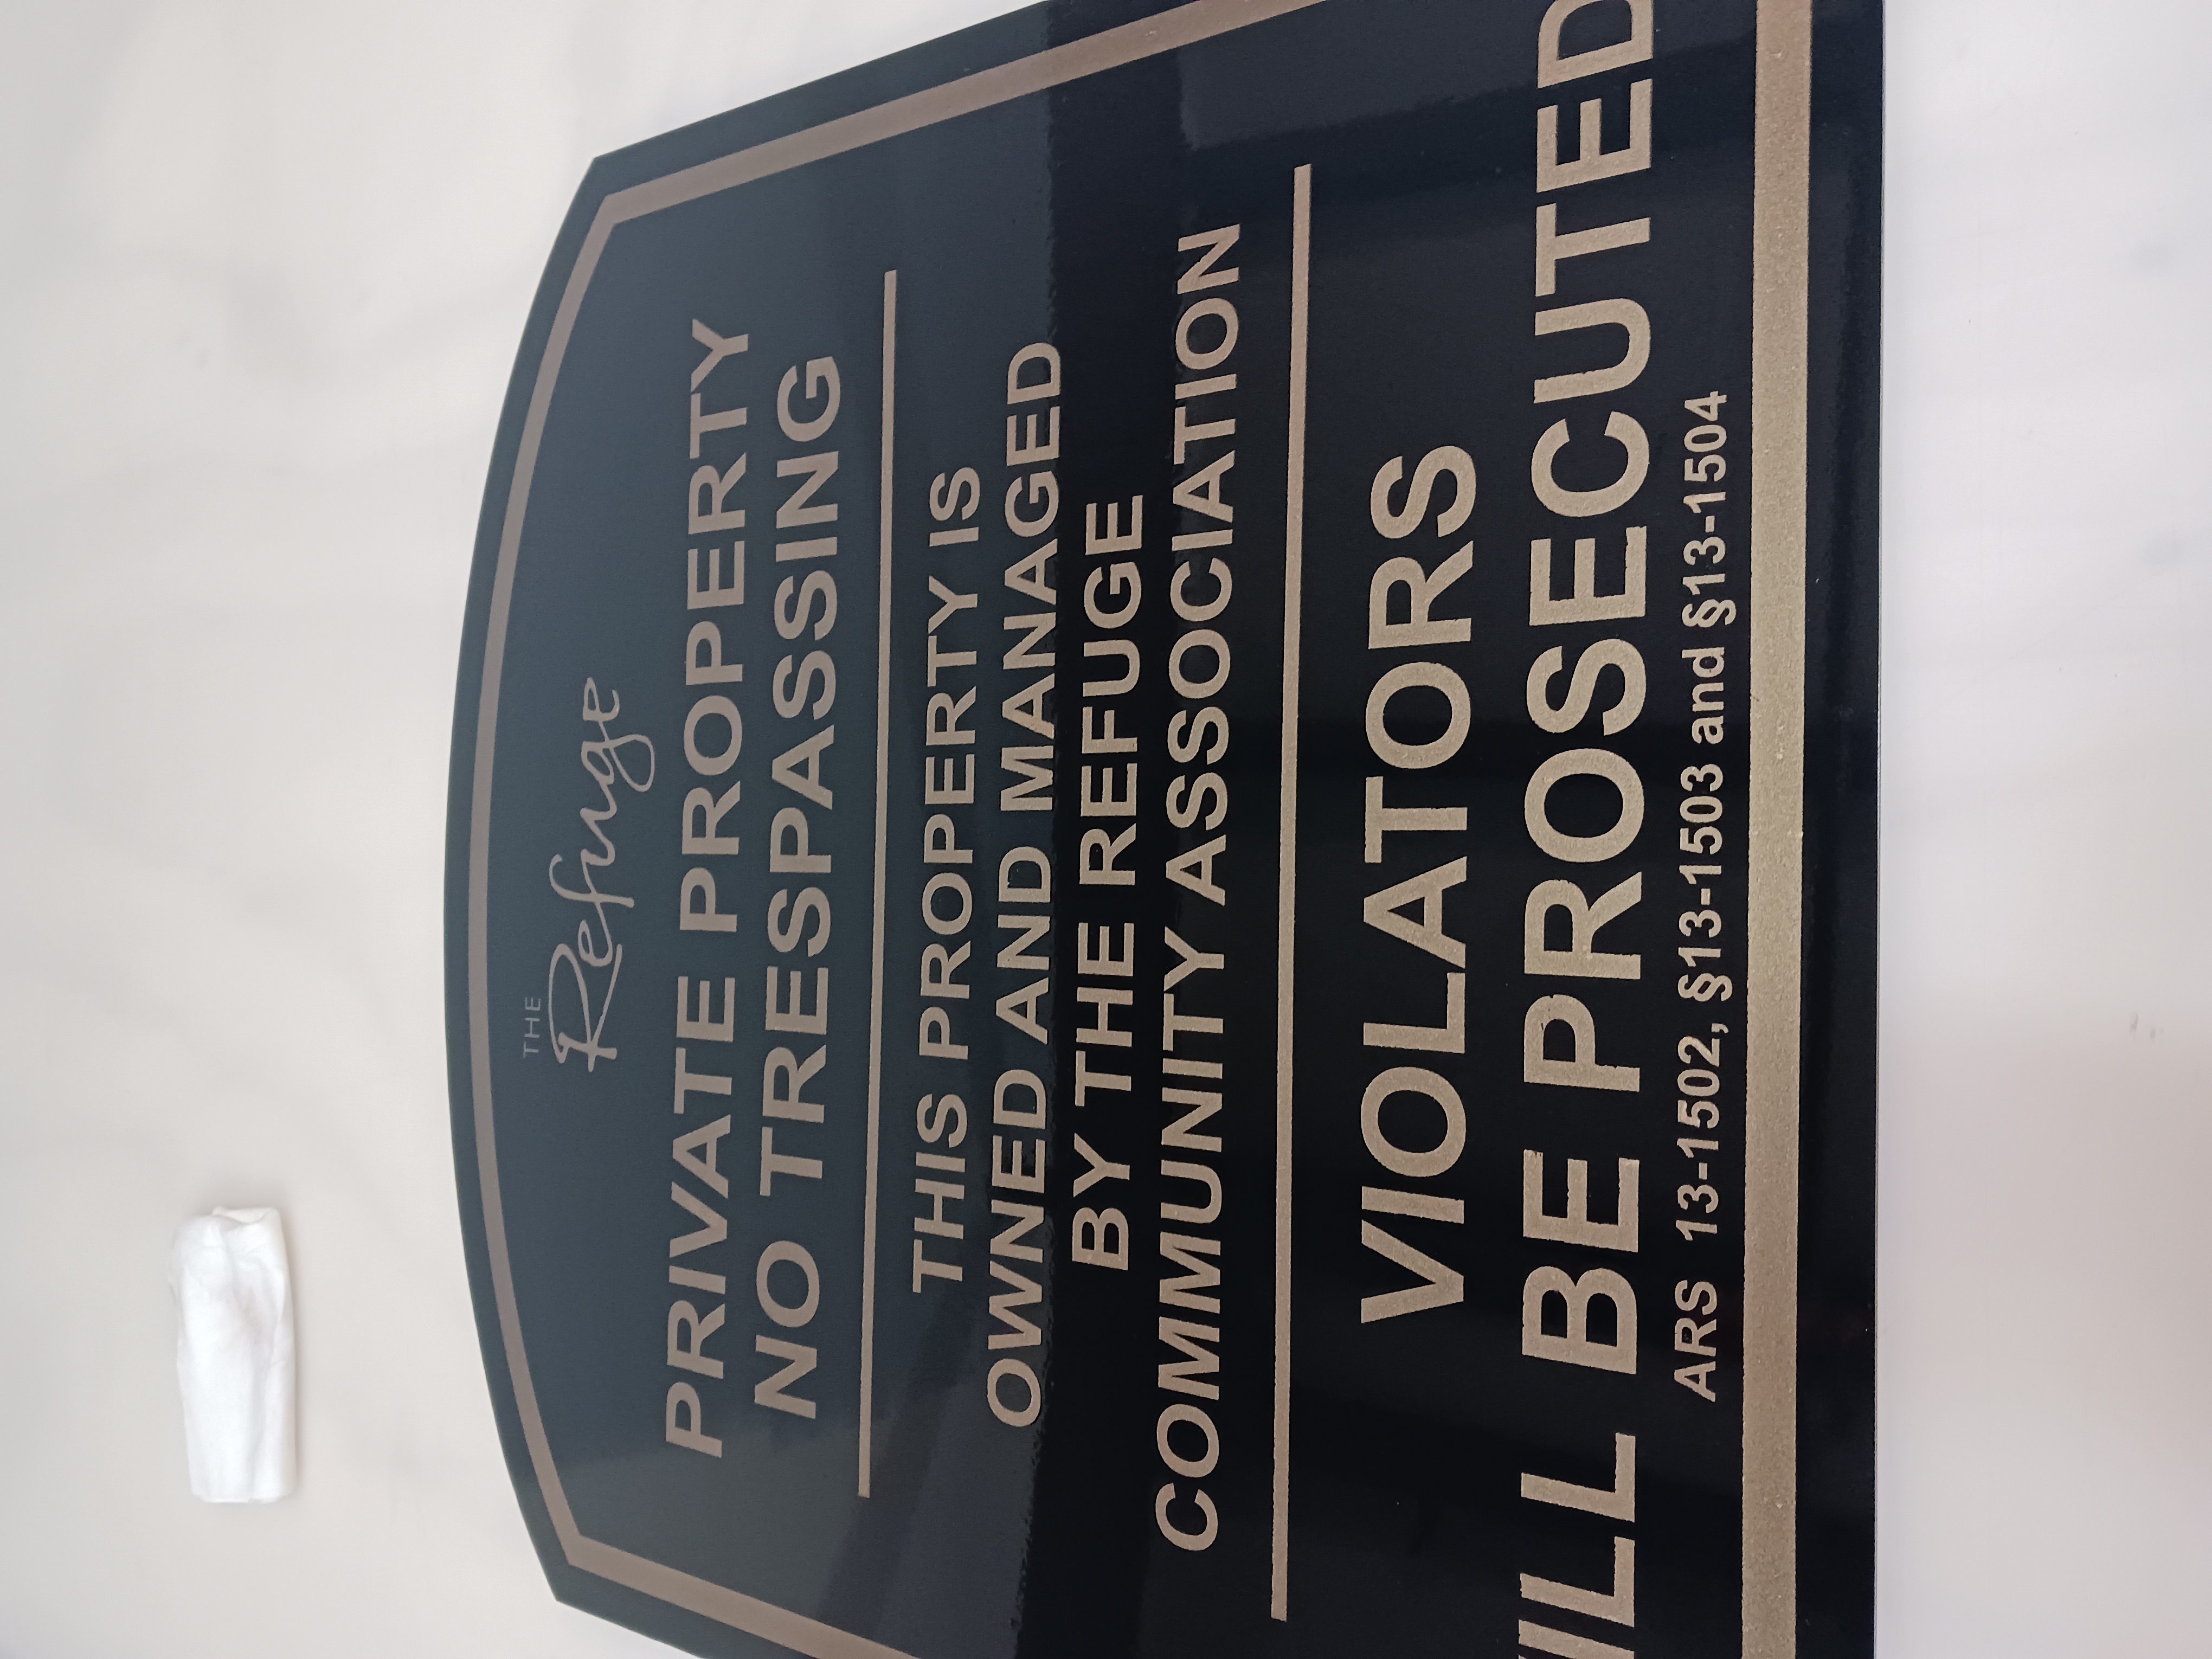 THE
Refuge
PRIVATE PROPERTY
NO TRESPASSING
THIS PROPERTY IS
OWNED AND MANAGED
BY THE REFUGE
COMMUNITY ASSOCIATION
VIOLATORS
ILL BE PROSECUTED
ARS 13-1502, §13-1503 and §13-1504